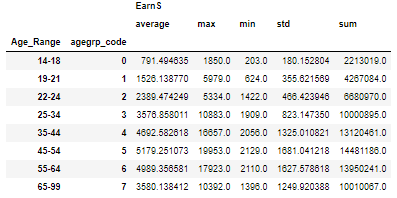 Earn$
average max min std sum
Age_Range agegrp_code
14-18 0 791.494635 1850.0 203.0 180.152804 2213019.0
19-21 1 1526.138770 5979.0 624.0 355.621569 4267084.0
22-24 2 2389.474249 5334.0 1422.0 466.423946 6680970.0
25-34 3 3576.858011 10883.0 1909.0 823.147350 10000895.0
35-44 4 4692.582618 16657.0 2056.0 1325.010821 13120461.0
45-54 5 5179.251073 19953.0 2129.0 1681.041218 14481186.0
55-64 6 4989.356581 17923.0 2110.0 1627.578618 13950241.0
65-99 7 3580.138412 10392.0 1396.0 1249.920388 10010067.0